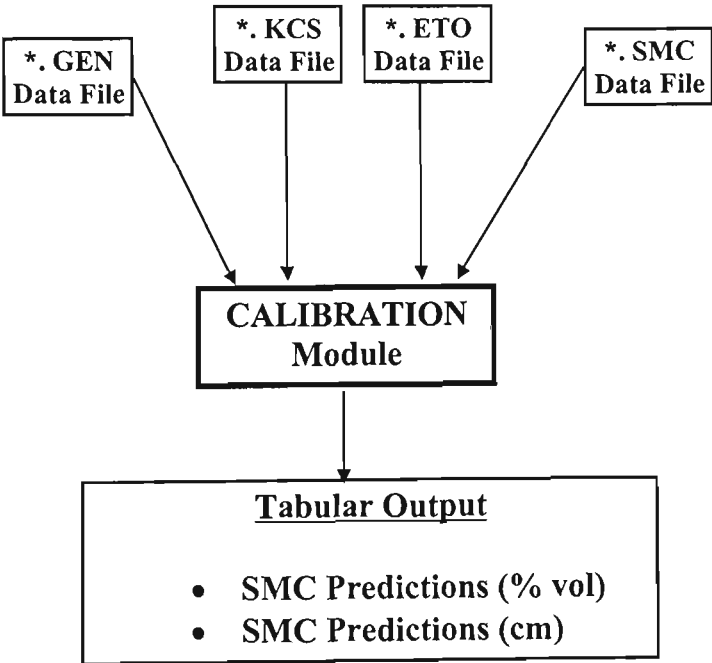 *. GEN
Data File
*. KCS
Data File
*. ETO
Data File
*. SMC
Data File
CALIBRATION
Module
Tabular Output
• SMC Predictions (% vol)
• SMC Predictions (cm)